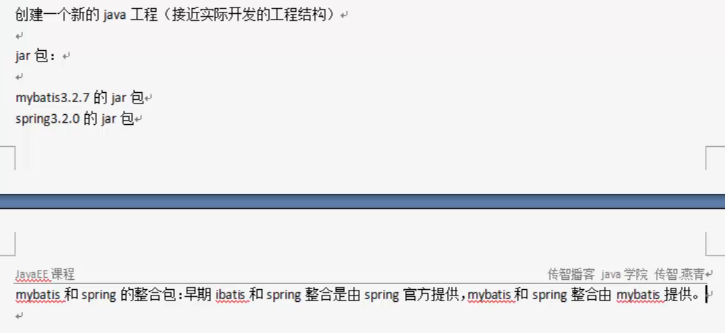 创建一个新的 java 工程（接近实际开发的工程结构）
jar 包：
mybatis3.2.7 的 jar 包
spring3.2.0 的 jar 包
JavaEE 课程 传智播客 java 学院 传智.燕青
mybatis 和 spring 的整合包：早期 ibatis 和 spring 整合是由 spring 官方提供，mybatis 和 spring 整合由 mybatis 提供。